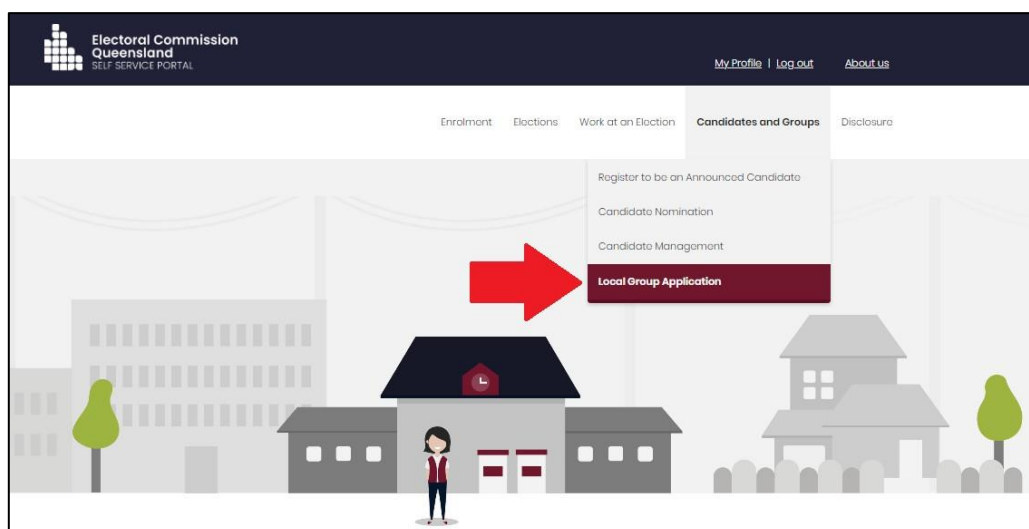 Electoral Commission
Queensland
SELF SERVICE PORTAL
My Profile | Log out About us
Enrolment Elections Work at an Election Candidates and Groups Disclosure
Register to be an Announced Candidate
Candidate Nomination
Candidate Management
Local Group Application